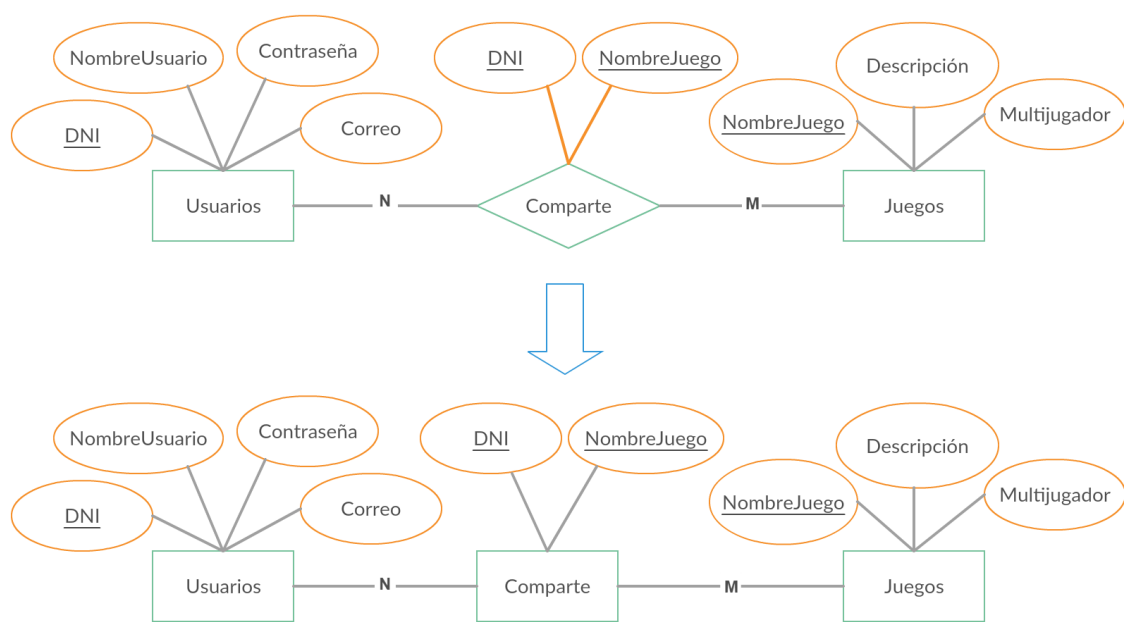 Contraseña
NombreUsuario
DNI
Correo
Usuarios
N
DNI
NombreJuego
Comparte
M
Descripción
NombreJuego
Multijugador
Juegos
Contraseña
NombreUsuario
DNI
Correo
Usuarios
N
DNI
NombreJuego
Comparte
M
Descripción
NombreJuego
Multijugador
Juegos